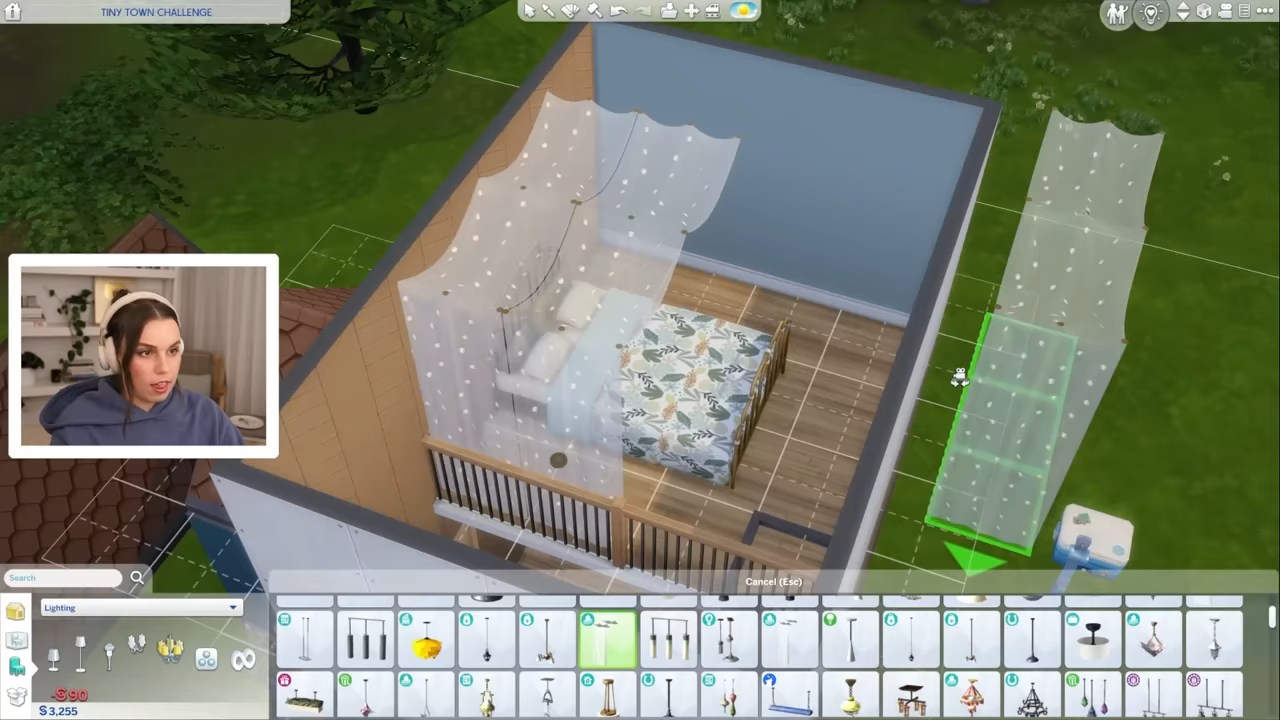 TINY TOWN CHALLENGE
Cancel (Esc)
Search
Lighting
-§90
§3,255